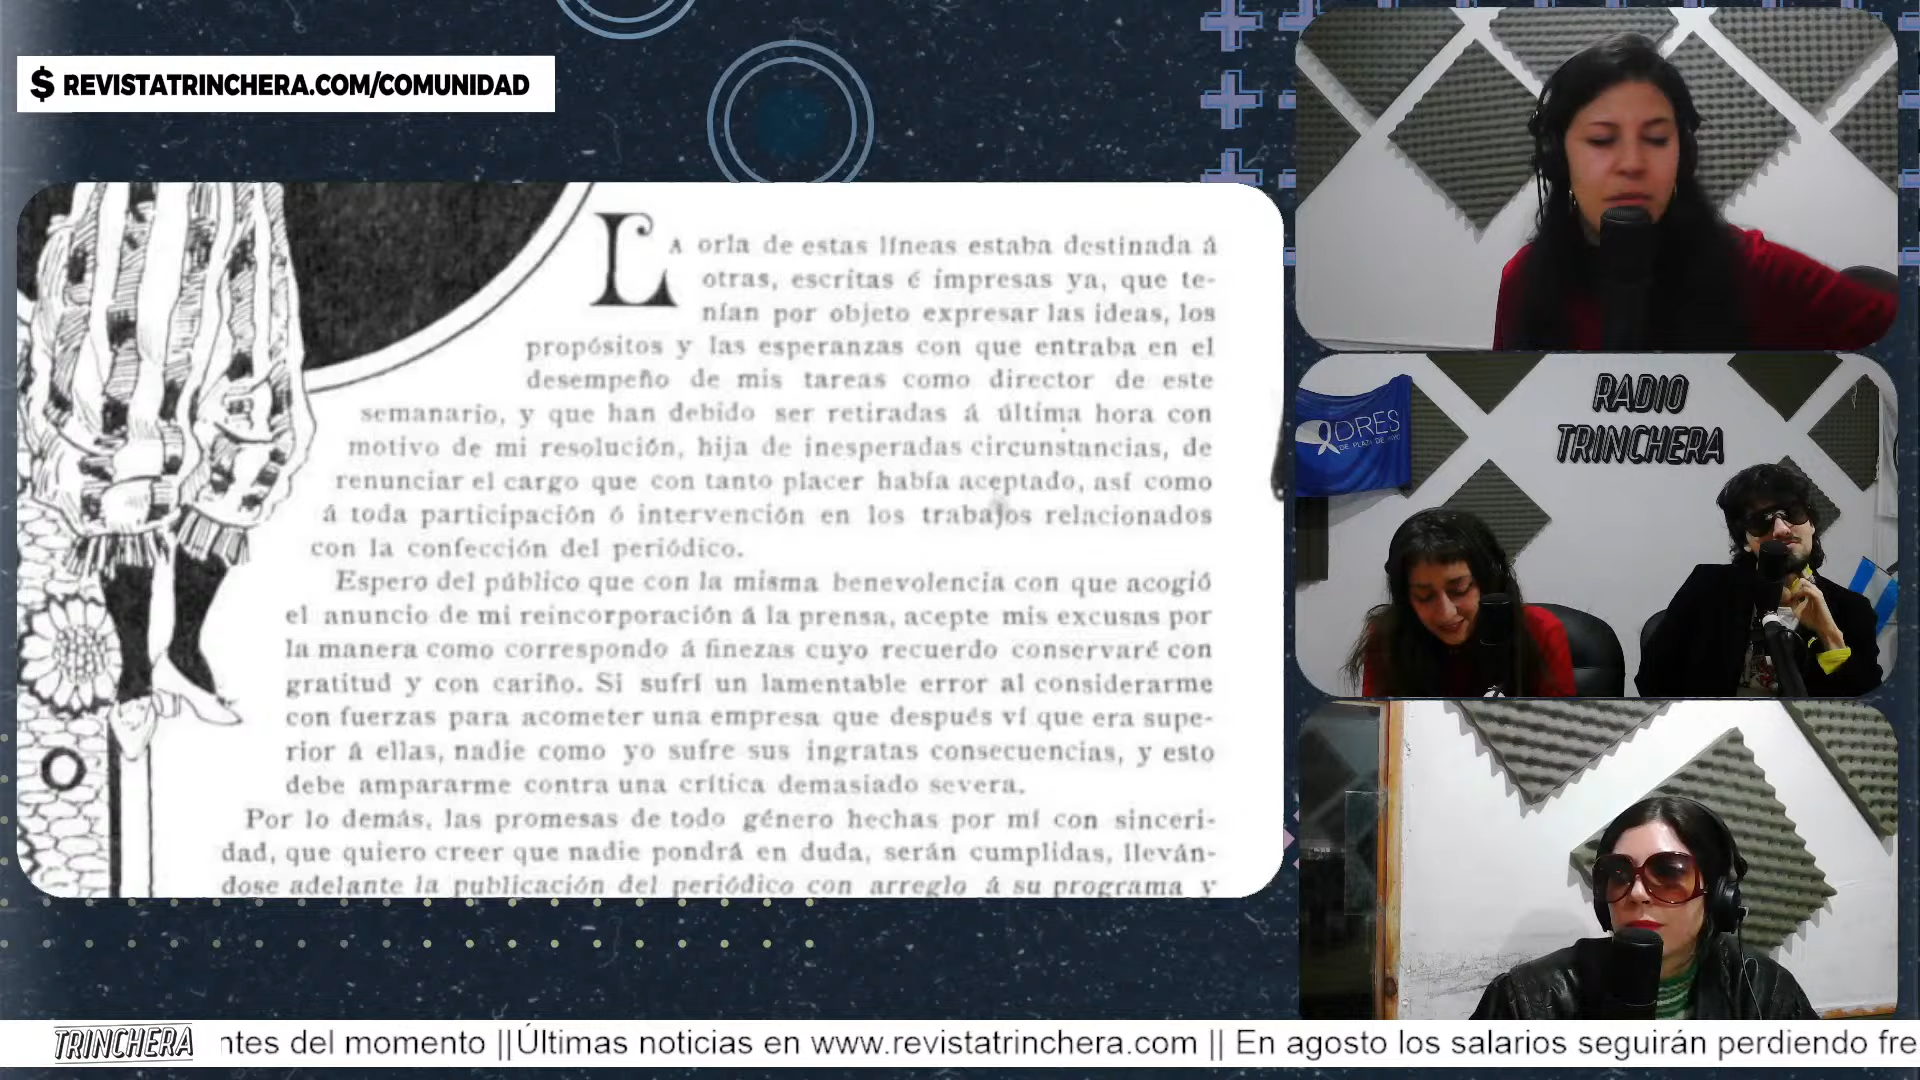 $ REVISTATRINCHERA.COM/COMUNIDAD
LA orla de estas líneas estaba destinada á
otras, escritas é impresas ya, que te-
nían por objeto expresar las ideas, los
propósitos y las esperanzas con que entraba en el
desempeño de mis tareas como director de este
semanario, y que han debido ser retiradas á última hora con
motivo de mi resolución, hija de inesperadas circunstancias, de
renunciar el cargo que con tanto placer había aceptado, así como
á toda participación ó intervención en los trabajos relacionados
con la confección del periódico.
Espero del público que con la misma benevolencia con que acogió
el anuncio de mi reincorporación á la prensa, acepte mis excusas por
la manera como correspondo á finezas cuyo recuerdo conservaré con
gratitud y con cariño. Si sufrí un lamentable error al considerarme
con fuerzas para acometer una empresa que después ví que era supe-
rior á ellas, nadie como yo sufre sus ingratas consecuencias, y esto
debe ampararme contra una crítica demasiado severa.
Por lo demás, las promesas de todo género hechas por mí con sinceri-
dad, que quiero creer que nadie pondrá en duda, serán cumplidas, lleván-
dose adelante la publicación del periódico con arreglo á su programa y
RADIO
TRINCHERA
DRES
DE PLAZA DE MAYO
TRINCHERA ntes del momento ||Últimas noticias en www.revistatrinchera.com || En agosto los salarios seguirán perdiendo fre